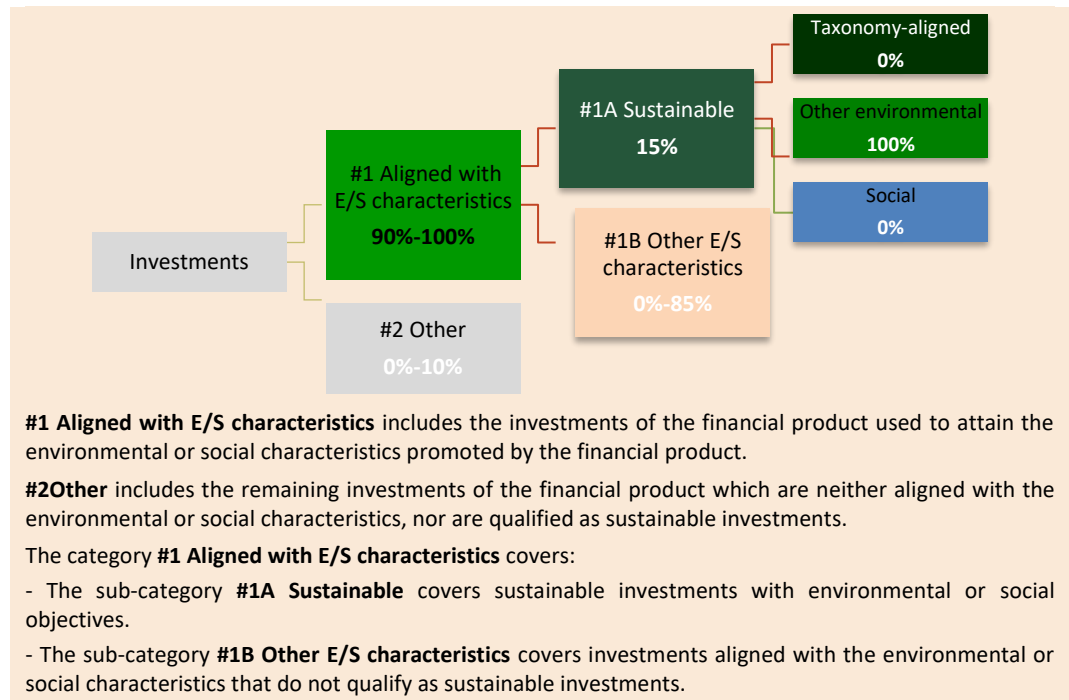 Taxonomy-aligned
0%
#1A Sustainable
15%
Other environmental
100%
#1 Aligned with
E/S characteristics
90%-100%
Social
0%
Investments
#1B Other E/S
characteristics
0%-85%
#2 Other
0%-10%
#1 Aligned with E/S characteristics includes the investments of the financial product used to attain the
environmental or social characteristics promoted by the financial product.
#2Other includes the remaining investments of the financial product which are neither aligned with the
environmental or social characteristics, nor are qualified as sustainable investments.
The category #1 Aligned with E/S characteristics covers:
- The sub-category #1A Sustainable covers sustainable investments with environmental or social
objectives.
- The sub-category #1B Other E/S characteristics covers investments aligned with the environmental or
social characteristics that do not qualify as sustainable investments.